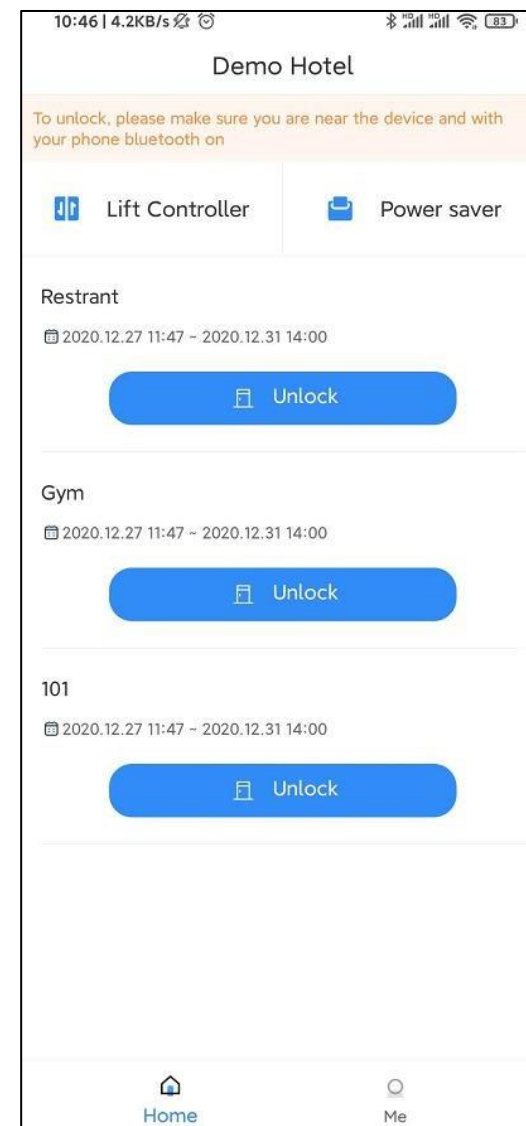 10:46 | 4.2KB/s
HD HD 83
Demo Hotel
To unlock, please make sure you are near the device and with
your phone bluetooth on
Lift Controller
Power saver
Restrant
2020.12.27 11:47 - 2020.12.31 14:00
Unlock
Gym
2020.12.27 11:47 ~ 2020.12.31 14:00
Unlock
101
2020.12.27 11:47 - 2020.12.31 14:00
Unlock
Home
Me